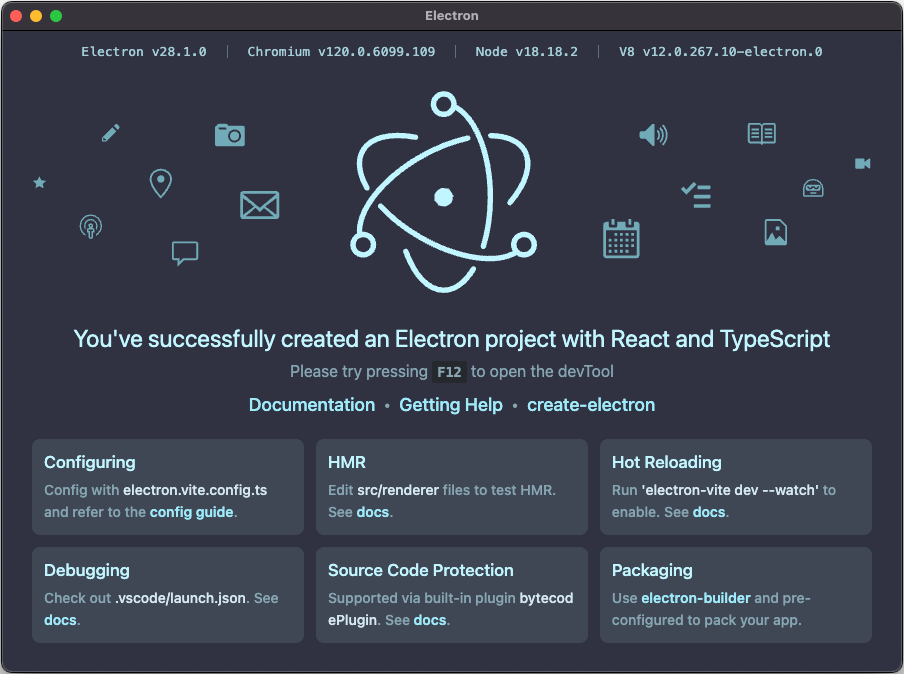 Electron
Electron v28.1.0 | Chromium v120.0.6099.109 | Node v18.18.2 | V8 v12.0.267.10-electron.0
You've successfully created an Electron project with React and TypeScript
Please try pressing F12 to open the devTool
Documentation • Getting Help • create-electron
Configuring
Config with electron.vite.config.ts
and refer to the config guide.
HMR
Edit src/renderer files to test HMR.
See docs.
Hot Reloading
Run 'electron-vite dev --watch' to
enable. See docs.
Debugging
Check out .vscode/launch.json. See
docs.
Source Code Protection
Supported via built-in plugin bytecod
ePlugin. See docs.
Packaging
Use electron-builder and pre-
configured to pack your app.